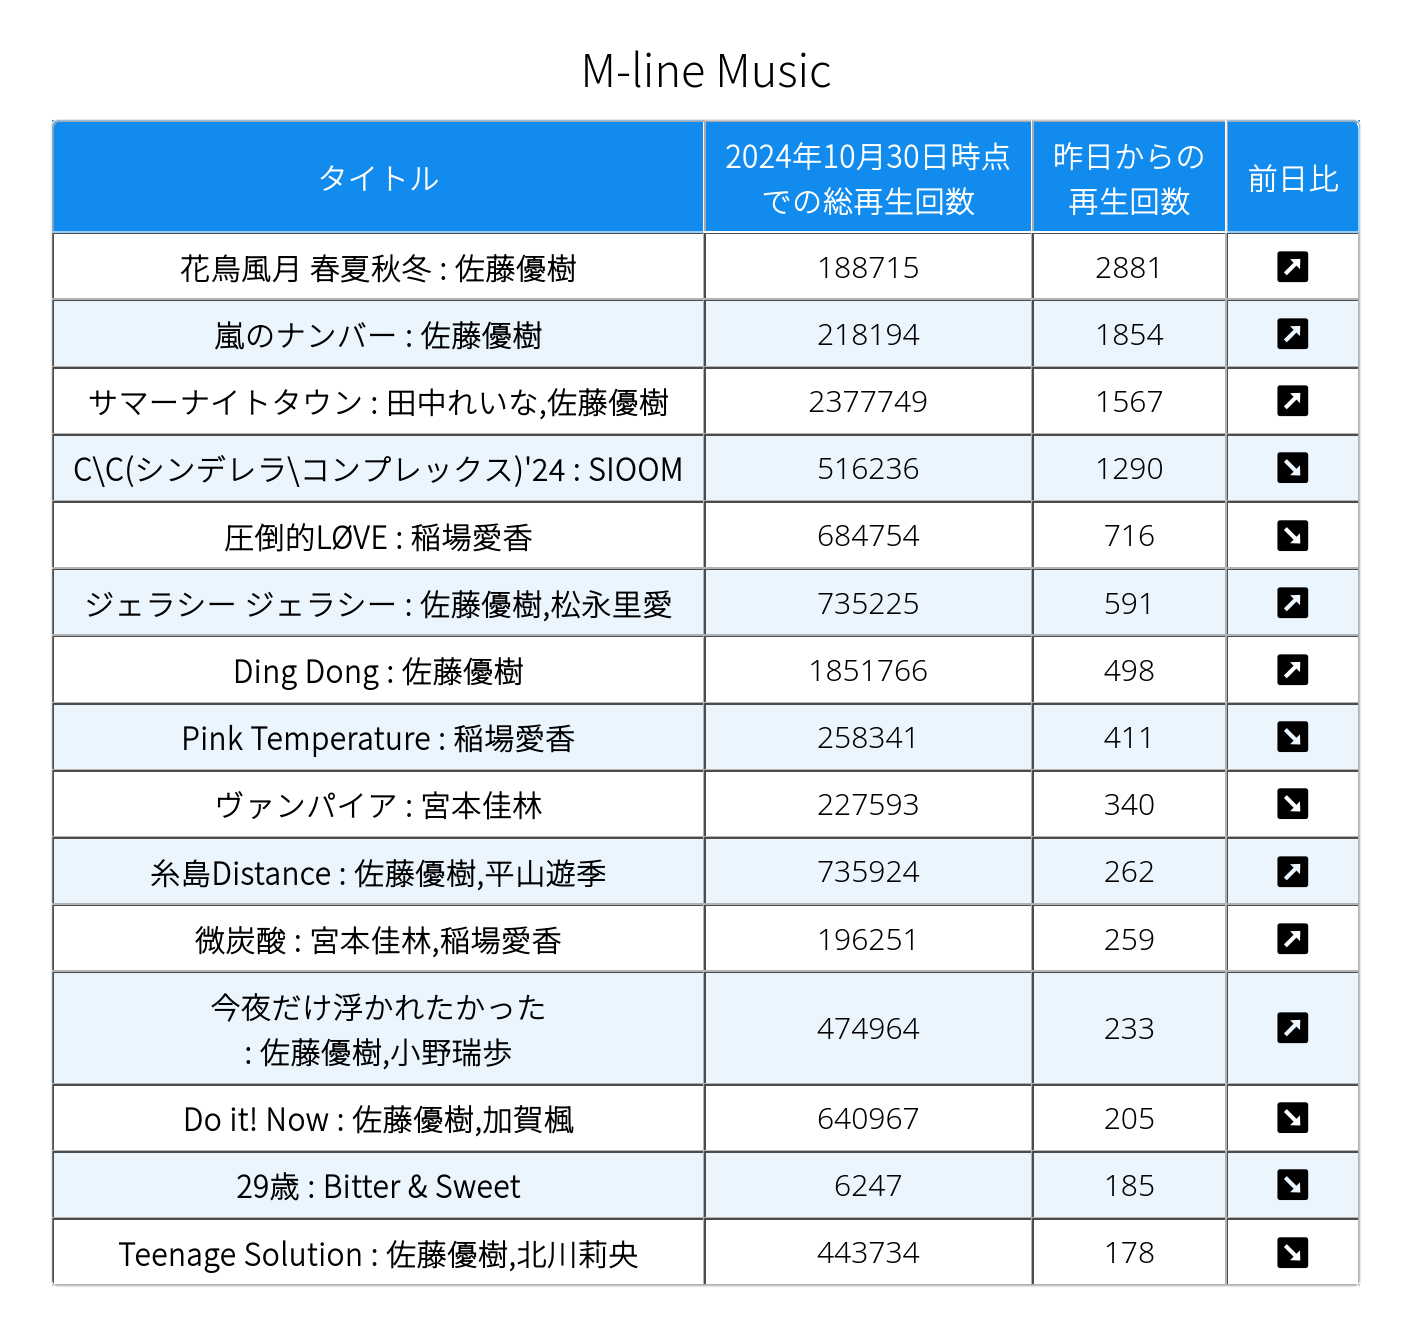 M-line Music
タイトル
2024年10月30日時点
での総再生回数
昨日からの
再生回数
前日比
花鳥風月 春夏秋冬 : 佐藤優樹 188715 2881
嵐のナンバー : 佐藤優樹 218194 1854
サマーナイトタウン : 田中れいな,佐藤優樹 2377749 1567
C\C(シンデレラ\コンプレックス)'24 : SIOOM 516236 1290
圧倒的LØVE : 稲場愛香 684754 716
ジェラシー ジェラシー : 佐藤優樹,松永里愛 735225 591
Ding Dong : 佐藤優樹 1851766 498
Pink Temperature : 稲場愛香 258341 411
ヴァンパイア : 宮本佳林 227593 340
糸島Distance : 佐藤優樹,平山遊季 735924 262
微炭酸 : 宮本佳林,稲場愛香 196251 259
今夜だけ浮かれたかった
: 佐藤優樹,小野瑞歩 474964 233
Do it! Now : 佐藤優樹,加賀楓 640967 205
29歳 : Bitter & Sweet 6247 185
Teenage Solution : 佐藤優樹,北川莉央 443734 178